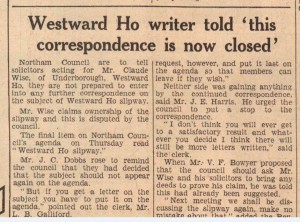 Westward Ho writer told 'this
correspondence is now closed'
Northam Council are to tell
solicitors acting for Mr. Claude
Wise, of Underborough, Westward
Ho, they are not prepared to enter
into any further correspondence on
the subject of Westward Ho slipway.
Mr. Wise claims ownership of the
slipway and this is disputed by the
council.
The final item on Northam Coun-
cil's agenda on Thursday read
"Westward Ho slipway."
Mr. J. C. Dobbs rose to remind
the council that they had decided
that the subject should not appear
again on the agenda.
"But if you get a letter on the
subject you have to put it on the
agenda," pointed the clerk, Mr.
L. B. Galliford.
request, however, and put it last on
the agenda so that members can
leave if they wish."
Neither side was gaining anything
by the continued correspondence,
said Mr. J. E. Harris. He urged
the council to put a stop to the
correspondence.
"I don't think you will ever get
to a satisfactory result and what-
ever you decide I think there will
still be more letters written," said
the clerk.
When Mr. V. F. Bowyer proposed
that the council should ask Mr.
Wise and his solicitors to bring any
deeds to prove his claim, he was told
this had already been suggested.
"Next meeting we shall be dis-
cussing the slipway again, make no
mistake about that," added the